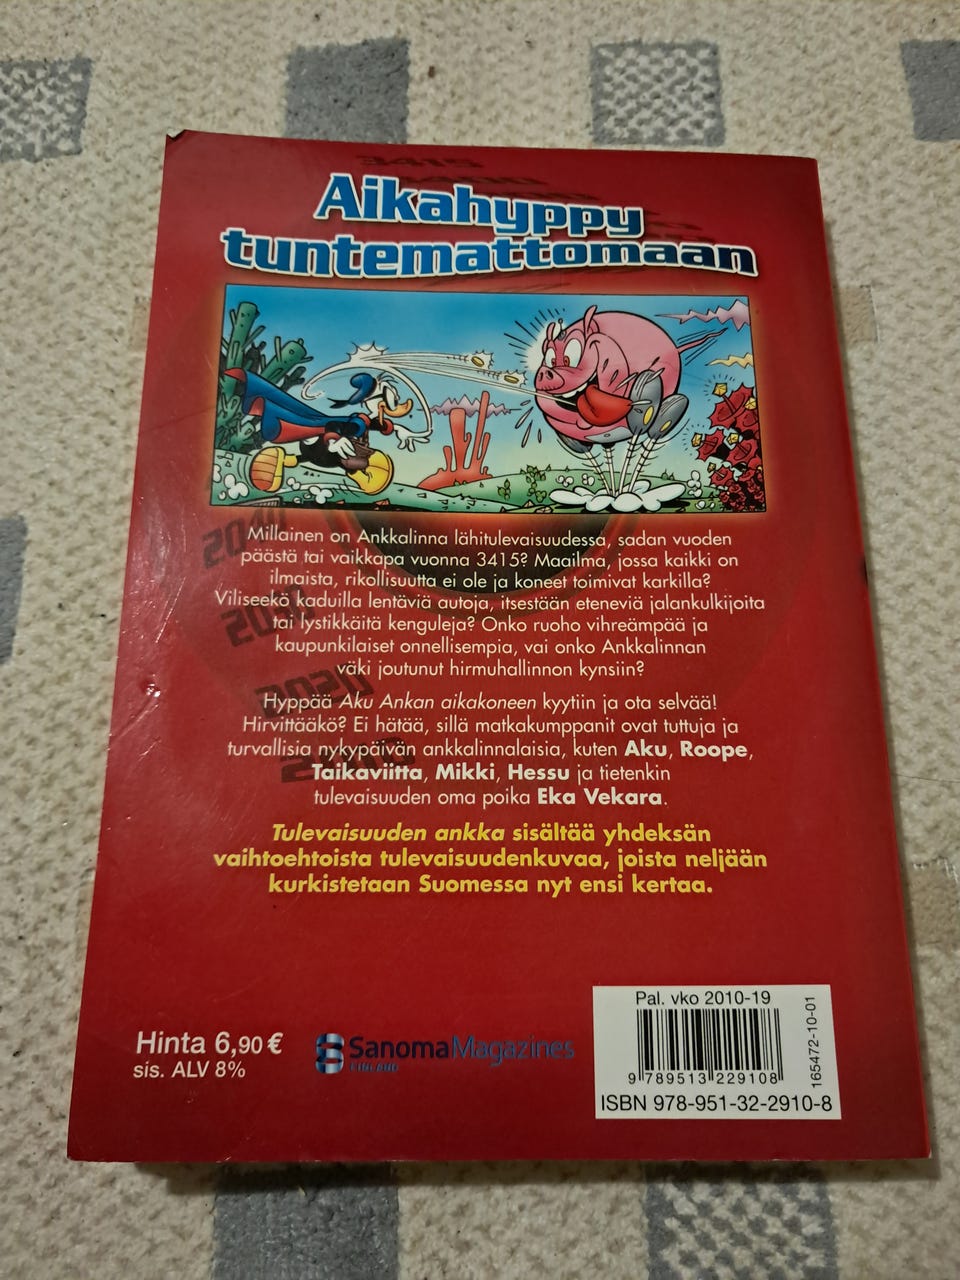 Aikahyppy
tuntemattomaan
Millainen on Ankkalinna lähitulevaisuudessa, sadan vuoden
päästä tai vaikkapa vuonna 3415? Maailma, jossa kaikki on
ilmaista, rikollisuutta ei ole ja koneet toimivat karkilla?
Viliseekö kaduilla lentäviä autoja, itsestään eteneviä jalankulkijoita
tai lystikkäitä kenguleja? Onko ruoho vihreämpää ja
kaupunkilaiset onnellisempia, vai onko Ankkalinnan
väki joutunut hirmuhallinnon kynsiin?
Hyppää Aku Ankan aikakoneen kyytiin ja ota selvää!
Hirvittääkö? Ei hätää, sillä matkakumppanit ovat tuttuja ja
turvallisia nykypäivän ankkalinnalaisia, kuten Aku, Roope,
Taikaviitta, Mikki, Hessu ja tietenkin
tulevaisuuden oma poika Eka Vekara.
Tulevaisuuden ankka sisältää yhdeksän
vaihtoehtoista tulevaisuudenkuvaa, joista neljään
kurkistetaan Suomessa nyt ensi kertaa.
Hinta 6,90 €
sis. ALV 8%
SanomaMagazines
FINLAND
Pal. vko 2010-19
9 789513 229108
ISBN 978-951-32-2910-8
165472-10-01